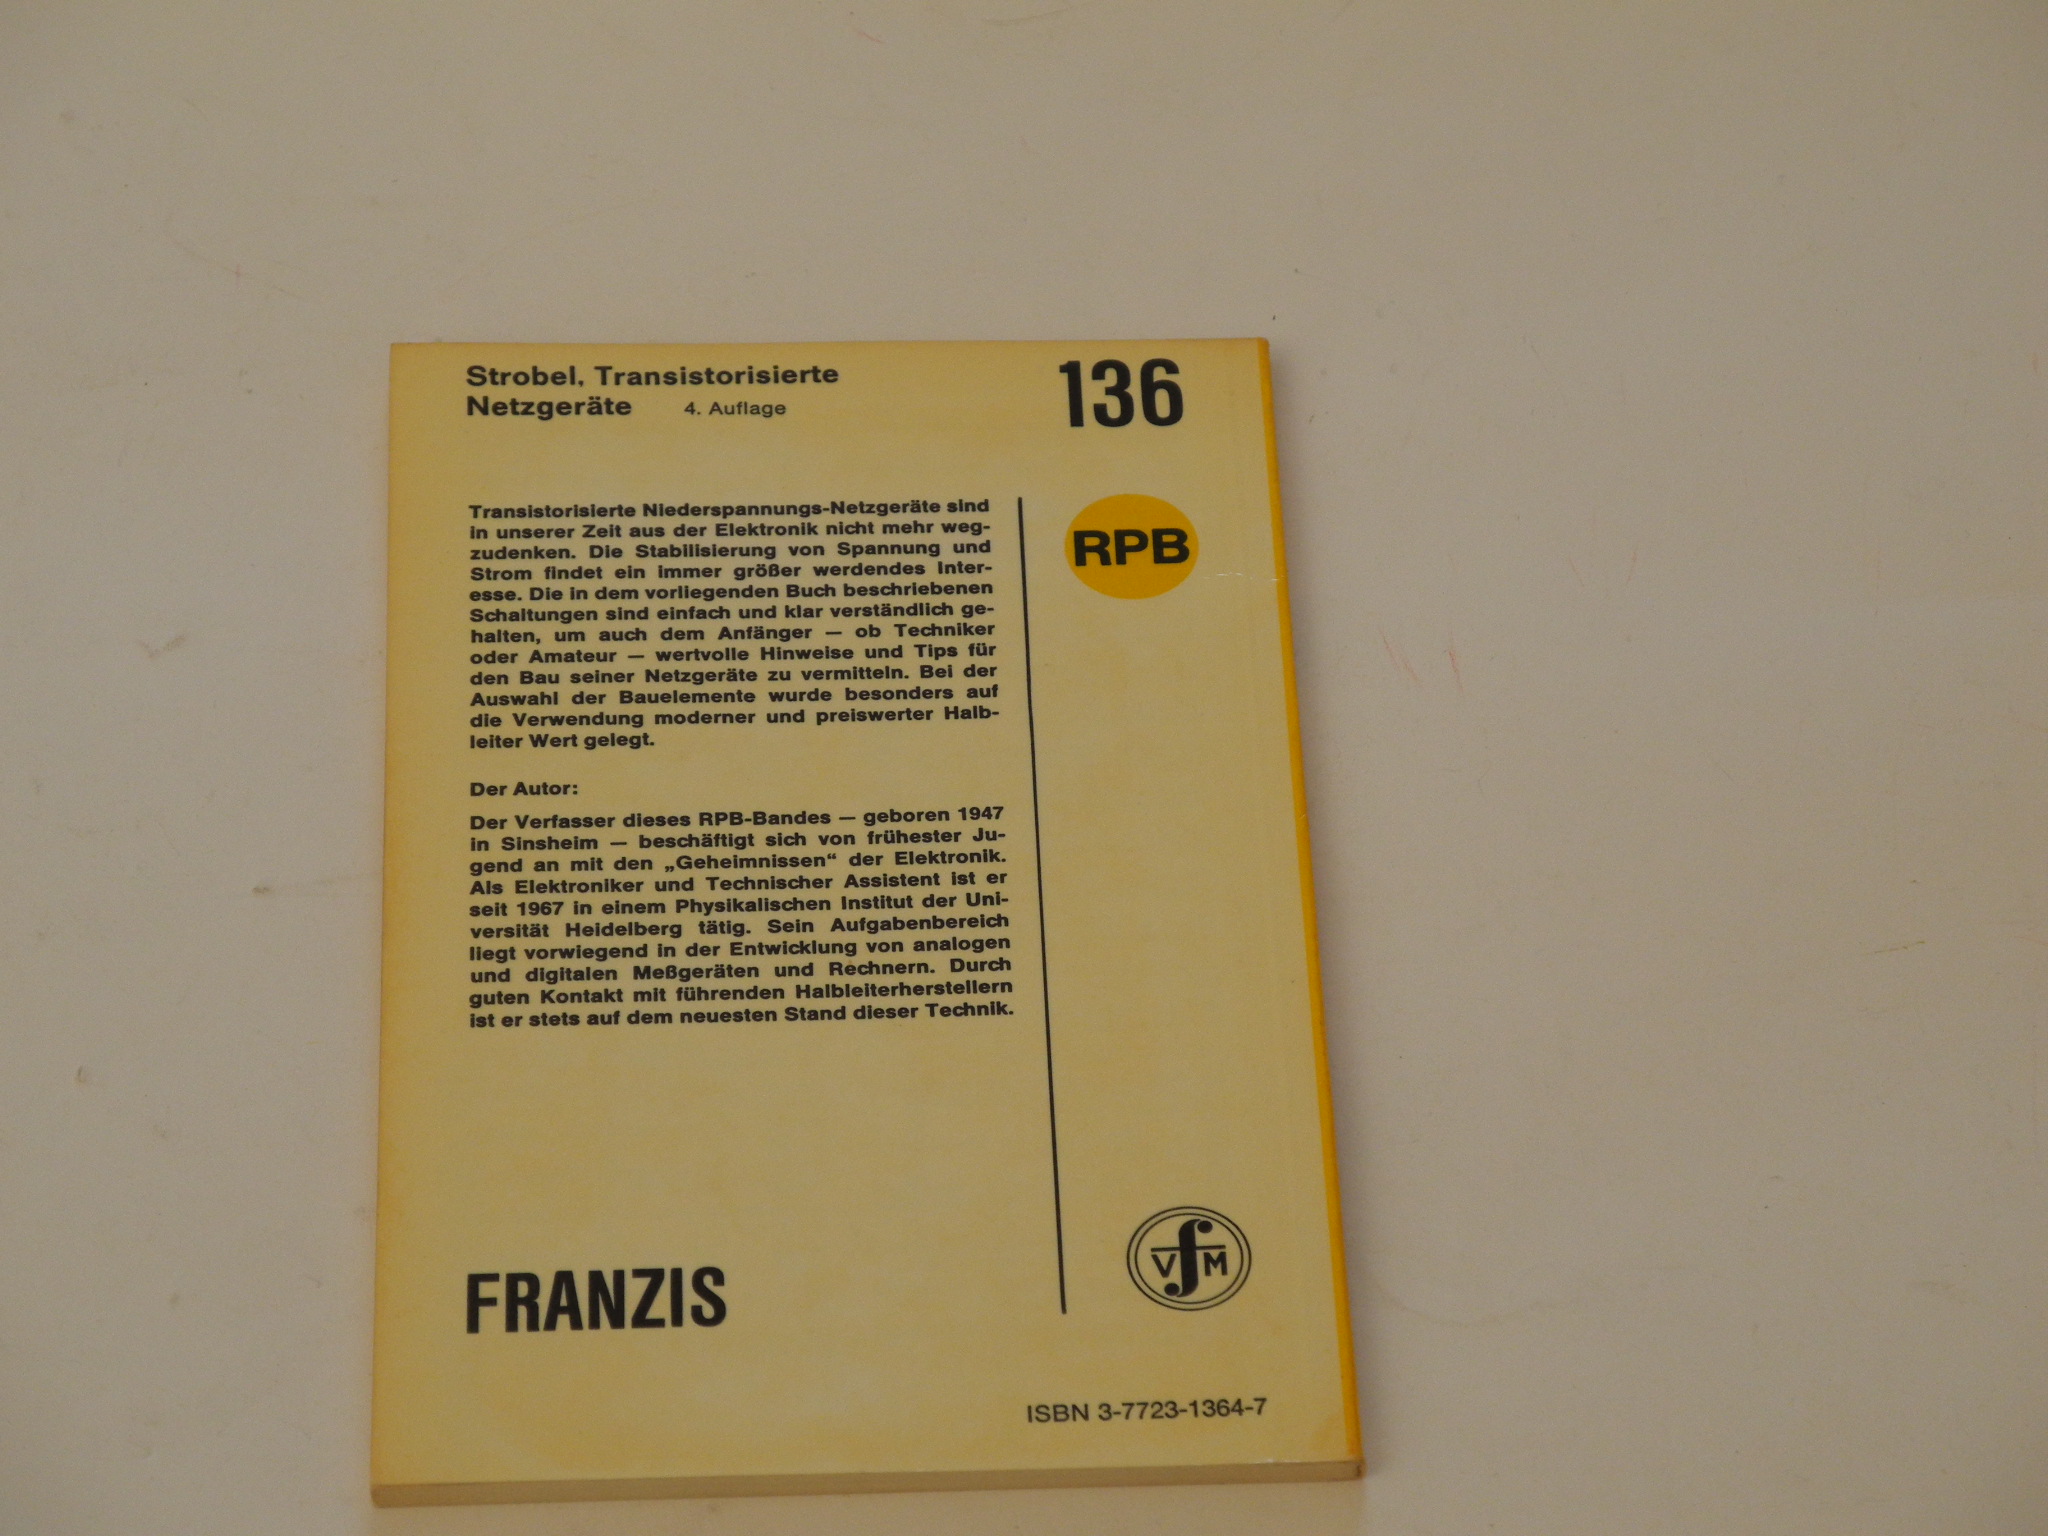 Strobel, Transistorisierte
Netzgeräte 4. Auflage
136
Transistorisierte Niederspannungs-Netzgeräte sind
in unserer Zeit aus der Elektronik nicht mehr weg-
zudenken. Die Stabilisierung von Spannung und
Strom findet ein immer größer werdendes Inter-
esse. Die in dem vorliegenden Buch beschriebenen
Schaltungen sind einfach und klar verständlich ge-
halten, um auch dem Anfänger — ob Techniker
oder Amateur — wertvolle Hinweise und Tips für
den Bau seiner Netzgeräte zu vermitteln. Bei der
Auswahl der Bauelemente wurde besonders auf
die Verwendung moderner und preiswerter Halb-
leiter Wert gelegt.
Der Autor:
Der Verfasser dieses RPB-Bandes — geboren 1947
in Sinsheim — beschäftigt sich von frühester Ju-
gend an mit den „Geheimnissen“ der Elektronik.
Als Elektroniker und Technischer Assistent ist er
seit 1967 in einem Physikalischen Institut der Uni-
versität Heidelberg tätig. Sein Aufgabenbereich
liegt vorwiegend in der Entwicklung von analogen
und digitalen Meßgeräten und Rechnern. Durch
guten Kontakt mit führenden Halbleiterherstellern
ist er stets auf dem neuesten Stand dieser Technik.
RPB
VfM
FRANZIS
ISBN 3-7723-1364-7